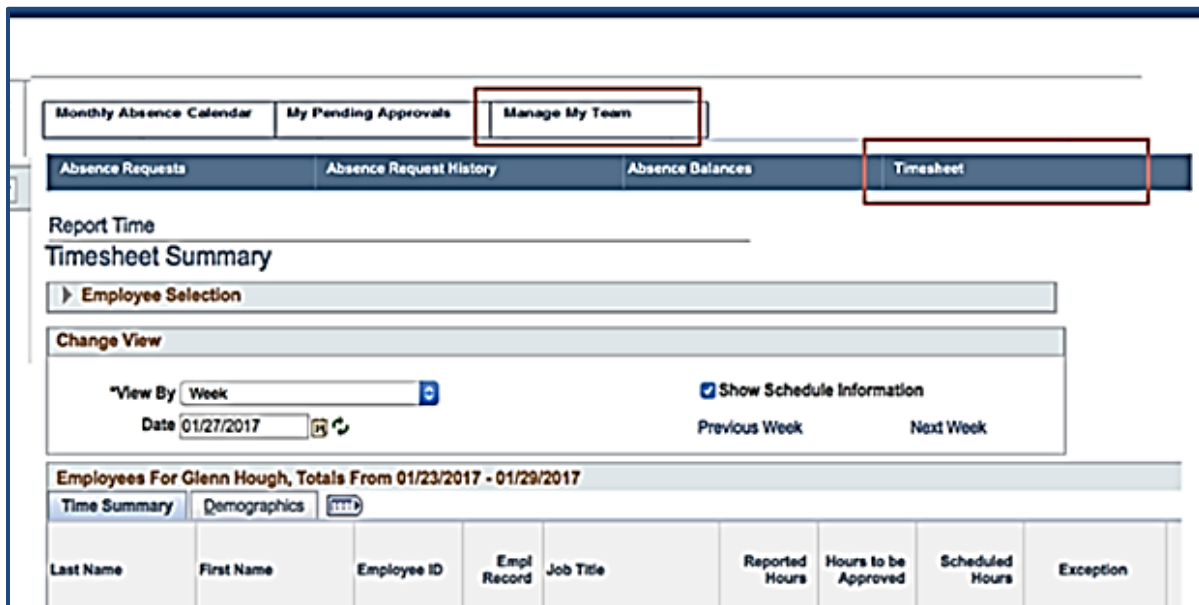 Monthly Absence Calendar My Pending Approvals Manage My Team
Absence Requests Absence Request History Absence Balances Timesheet
Report Time
Timesheet Summary
Employee Selection
Change View
*View By Week Show Schedule Information
Date 01/27/2017 Previous Week Next Week
Employees For Glenn Hough, Totals From 01/23/2017 - 01/29/2017
Time Summary Demographics
Last Name First Name Employee ID Empl Record Job Title Reported Hours Hours to be Approved Scheduled Hours Exception